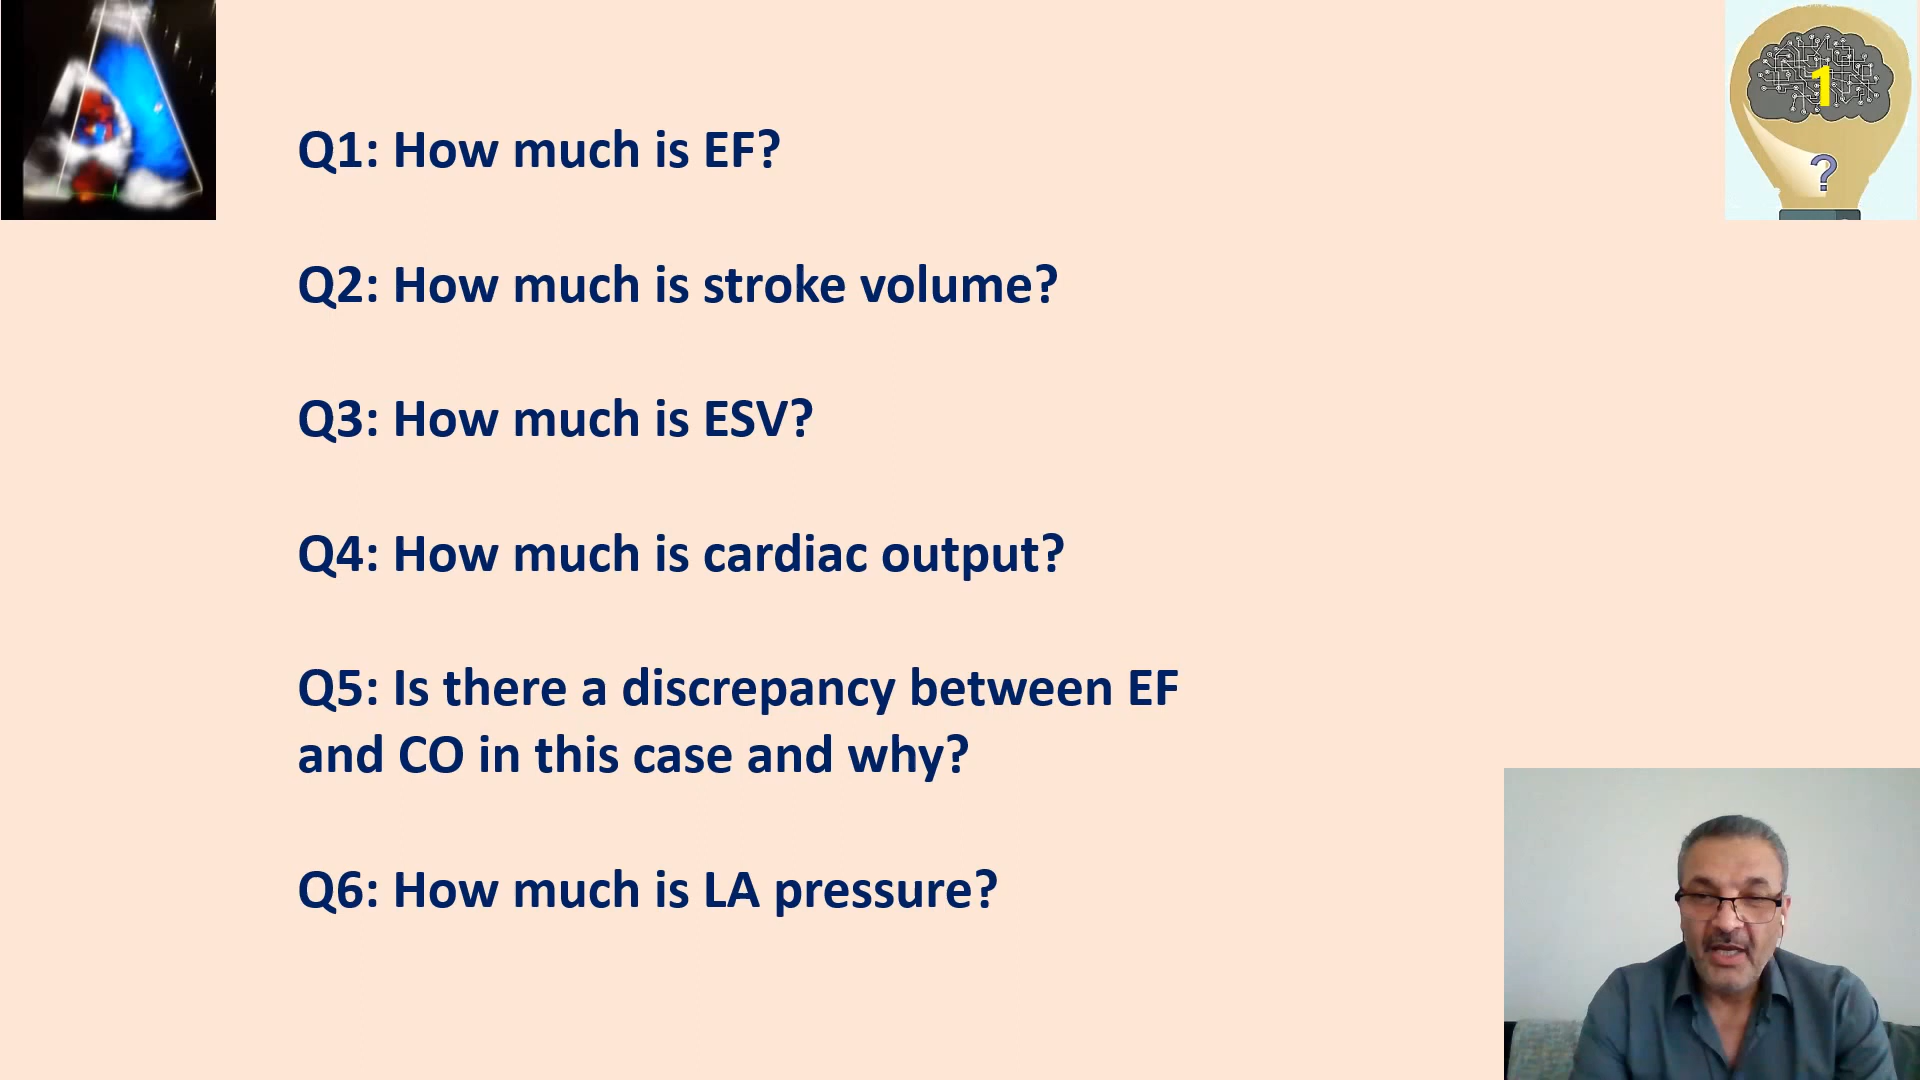 1
?
Q1: How much is EF?
Q2: How much is stroke volume?
Q3: How much is ESV?
Q4: How much is cardiac output?
Q5: Is there a discrepancy between EF
and CO in this case and why?
Q6: How much is LA pressure?